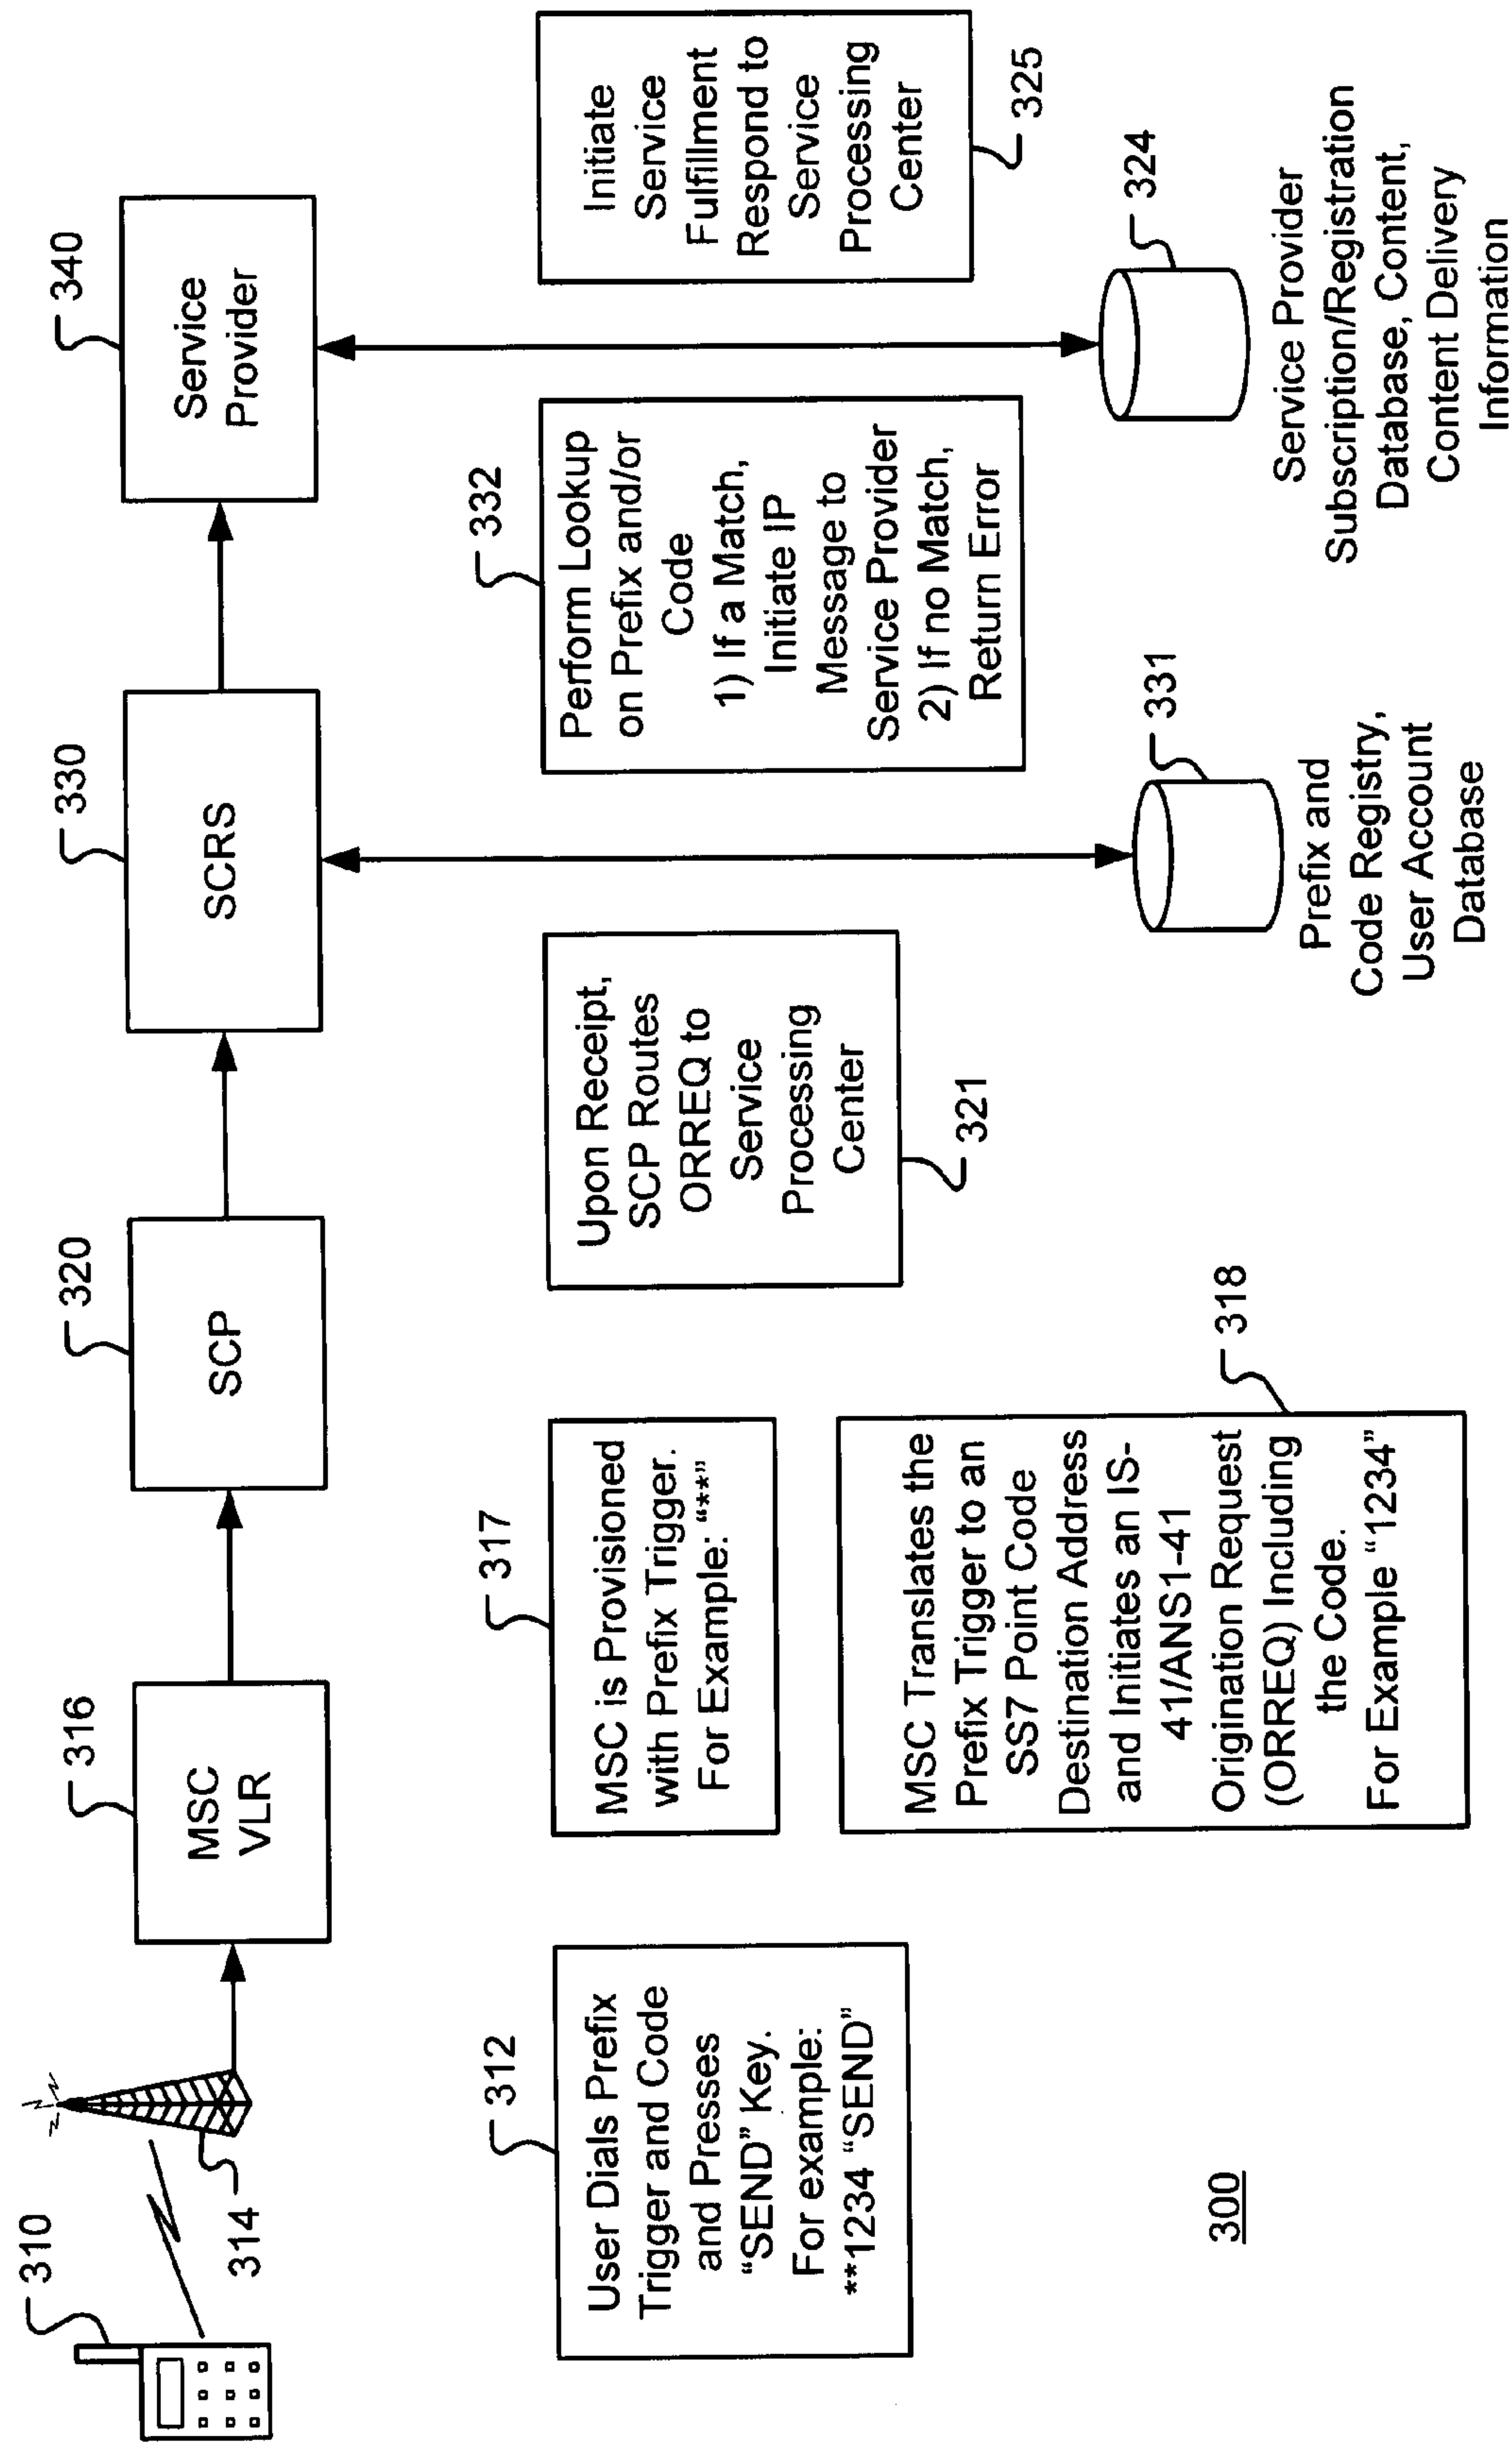 310
314
MSC
VLR
316
SCP
320
SCRS
330
Service
Provider
340
312
User Dials Prefix
Trigger and Code
and Presses
“SEND” Key.
For example:
**1234 “SEND”
317
MSC is Provisioned
with Prefix Trigger.
For Example: “**”
318
MSC Translates the
Prefix Trigger to an
SS7 Point Code
Destination Address
and Initiates an IS-
41/ANS1-41
Origination Request
(ORREQ) Including
the Code.
For Example “1234”
Upon Receipt,
SCP Routes
ORREQ to
Service
Processing
Center
321
332
Perform Lookup
on Prefix and/or
Code
1) If a Match,
Initiate IP
Message to
Service Provider
2) If no Match,
Return Error
Initiate
Service
Fulfillment
Respond to
Service
Processing
Center
325
331
Prefix and
Code Registry,
User Account
Database
324
Service Provider
Subscription/Registration
Database, Content,
Content Delivery
Information
300